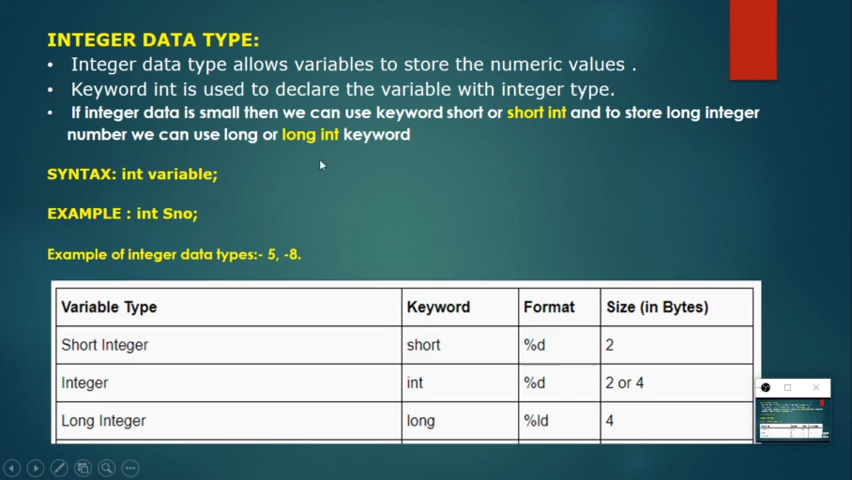 INTEGER DATA TYPE:
• Integer data type allows variables to store the numeric values .
• Keyword int is used to declare the variable with integer type.
• If integer data is small then we can use keyword short or short int and to store long integer
number we can use long or long int keyword
SYNTAX: int variable;
EXAMPLE : int Sno;
Example of integer data types:- 5, -8.
Variable Type Keyword Format Size (in Bytes)
Short Integer short %d 2
Integer int %d 2 or 4
Long Integer long %ld 4